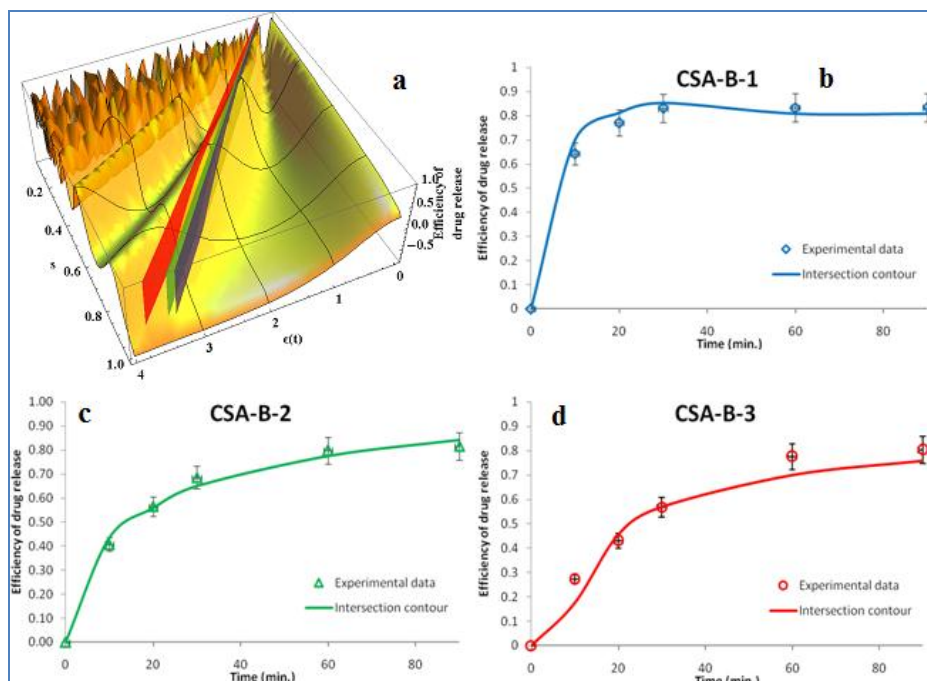 a
0.2
0.4
s
0.6
0.8
1.0
4
3
2
1
0
ϵ(t)
1.0
0.5
0.0
−0.5
Efficiency of
drug release
CSA-B-1
b
Efficiency of drug release
1
0.9
0.8
0.7
0.6
0.5
0.4
0.3
0.2
0.1
0
Experimental data
Intersection contour
0 20 40 60 80
Time (min.)
c
CSA-B-2
Efficiency of drug release
1.00
0.90
0.80
0.70
0.60
0.50
0.40
0.30
0.20
0.10
0.00
Experimental data
Intersection contour
0 20 40 60 80
Time (min.)
d
CSA-B-3
Efficiency of drug release
1
0.9
0.8
0.7
0.6
0.5
0.4
0.3
0.2
0.1
0
Experimental data
Intersection contour
0 20 40 60 80
Time (min.)